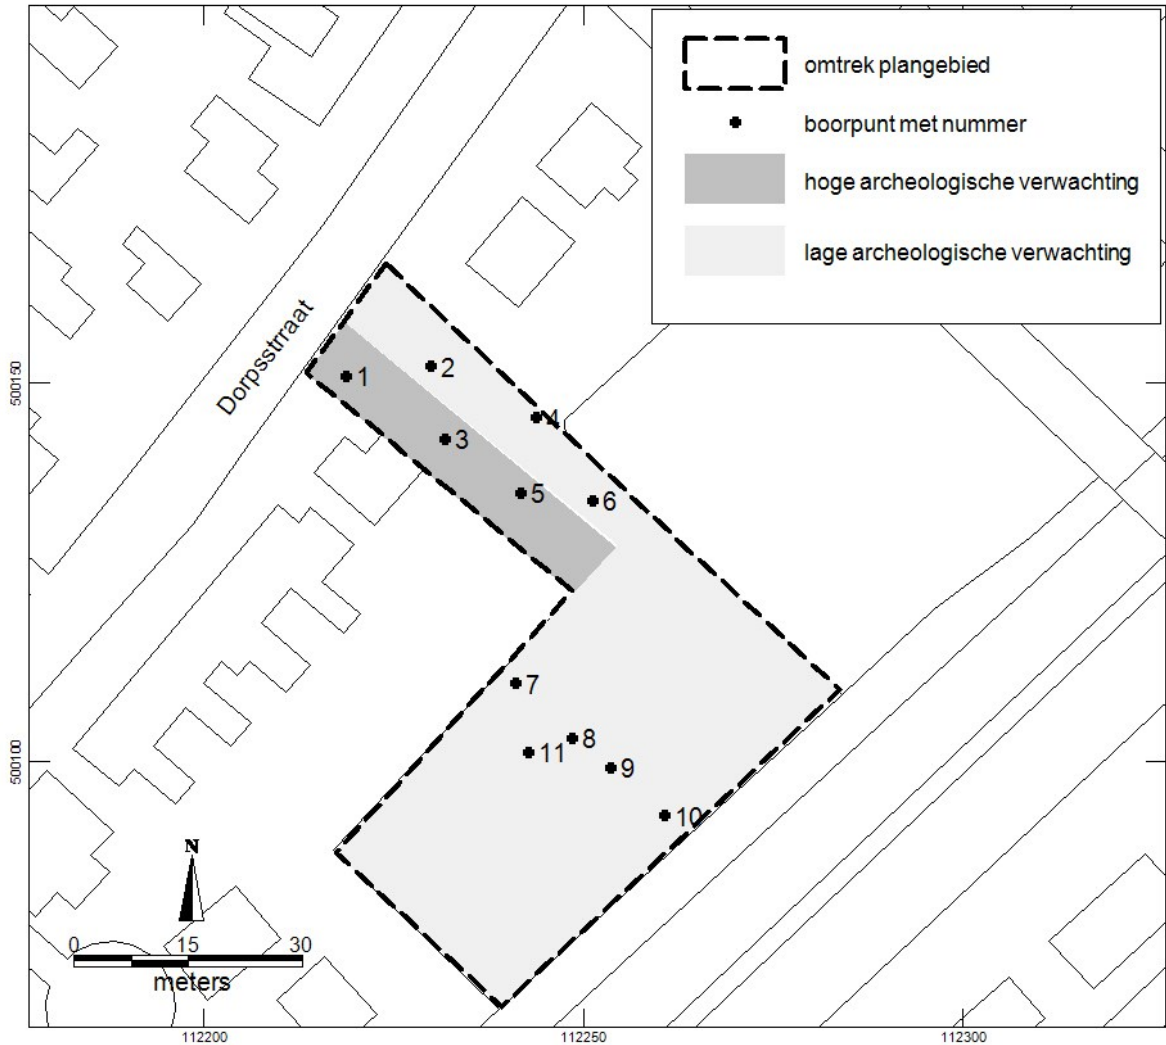 omtrek plangebied
boorpunt met nummer
hoge archeologische verwachting
lage archeologische verwachting
Dorpsstrraat
1
2
3
4
5
6
7
8
9
10
11
500150
500100
N
0 15 30
meters
112200 112250 112300